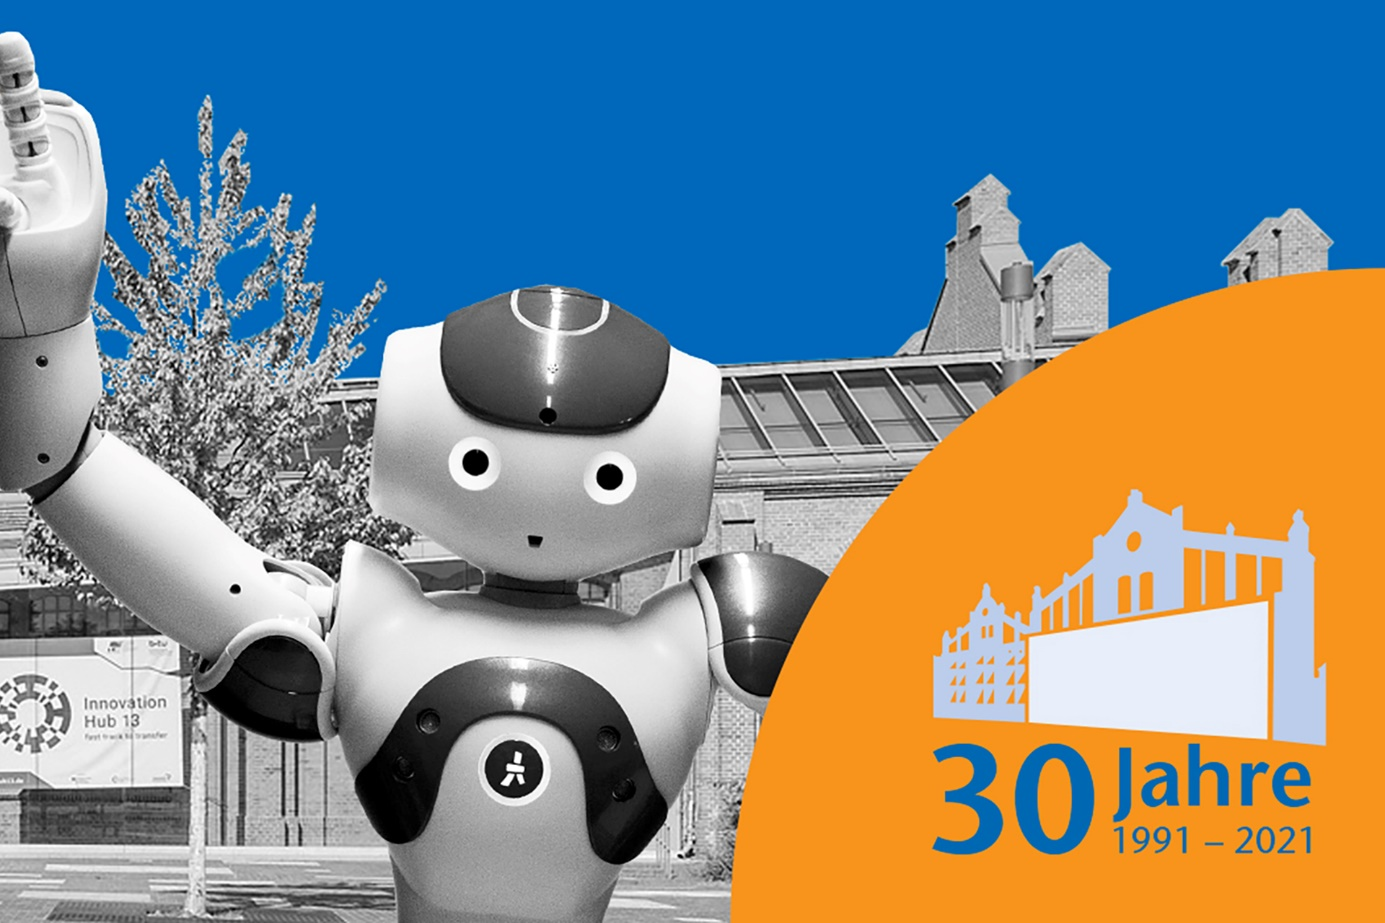 Innovation
Hub 13
fast track to transfer
30 Jahre
1991 – 2021